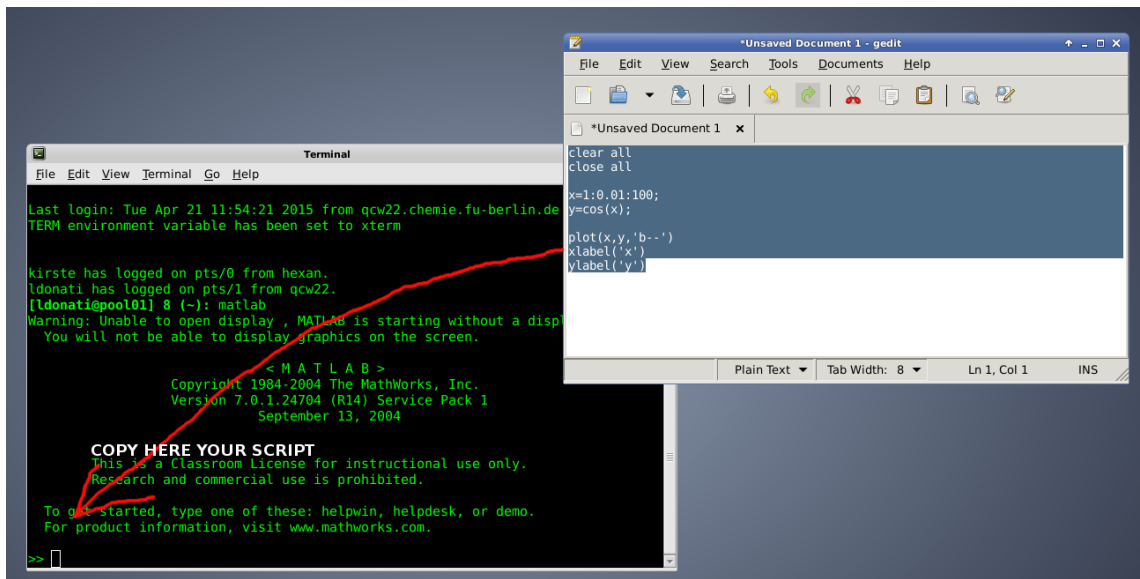 *Unsaved Document 1 - gedit
File Edit View Search Tools Documents Help
*Unsaved Document 1
clear all
close all
x=1:0.01:100;
y=cos(x);
plot(x,y,'b--')
xlabel('x')
ylabel('y')
Plain Text Tab Width: 8 Ln 1, Col 1 INS
Terminal
File Edit View Terminal Go Help
Last login: Tue Apr 21 11:54:21 2015 from qcw22.chemie.fu-berlin.de
TERM environment variable has been set to xterm
kirste has logged on pts/0 from hexan.
ldonati has logged on pts/1 from qcw22.
[ldonati@pool01] 8 (~): matlab
Warning: Unable to open display , MATLAB is starting without a displ
You will not be able to display graphics on the screen.
< M A T L A B >
Copyright 1984-2004 The MathWorks, Inc.
Version 7.0.1.24704 (R14) Service Pack 1
September 13, 2004
COPY HERE YOUR SCRIPT
This is a Classroom License for instructional use only.
Research and commercial use is prohibited.
To get started, type one of these: helpwin, helpdesk, or demo.
For product information, visit www.mathworks.com.
>>